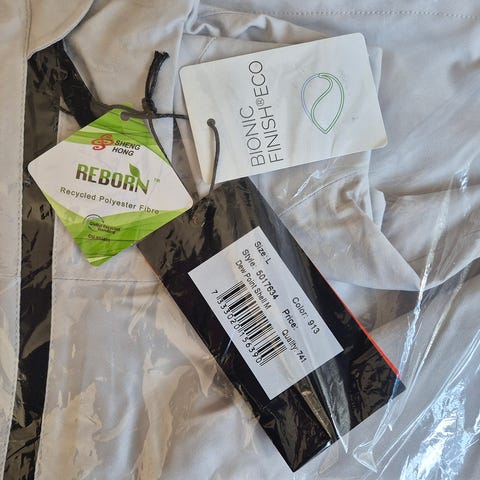 SHENG
HONG
REBORN™
Recycled Polyester Fibre
BIONIC
FINISH®ECO
Size: L
Style: 5017634
Dew Point Shell M
Color: 913
Price:
Quality: 741